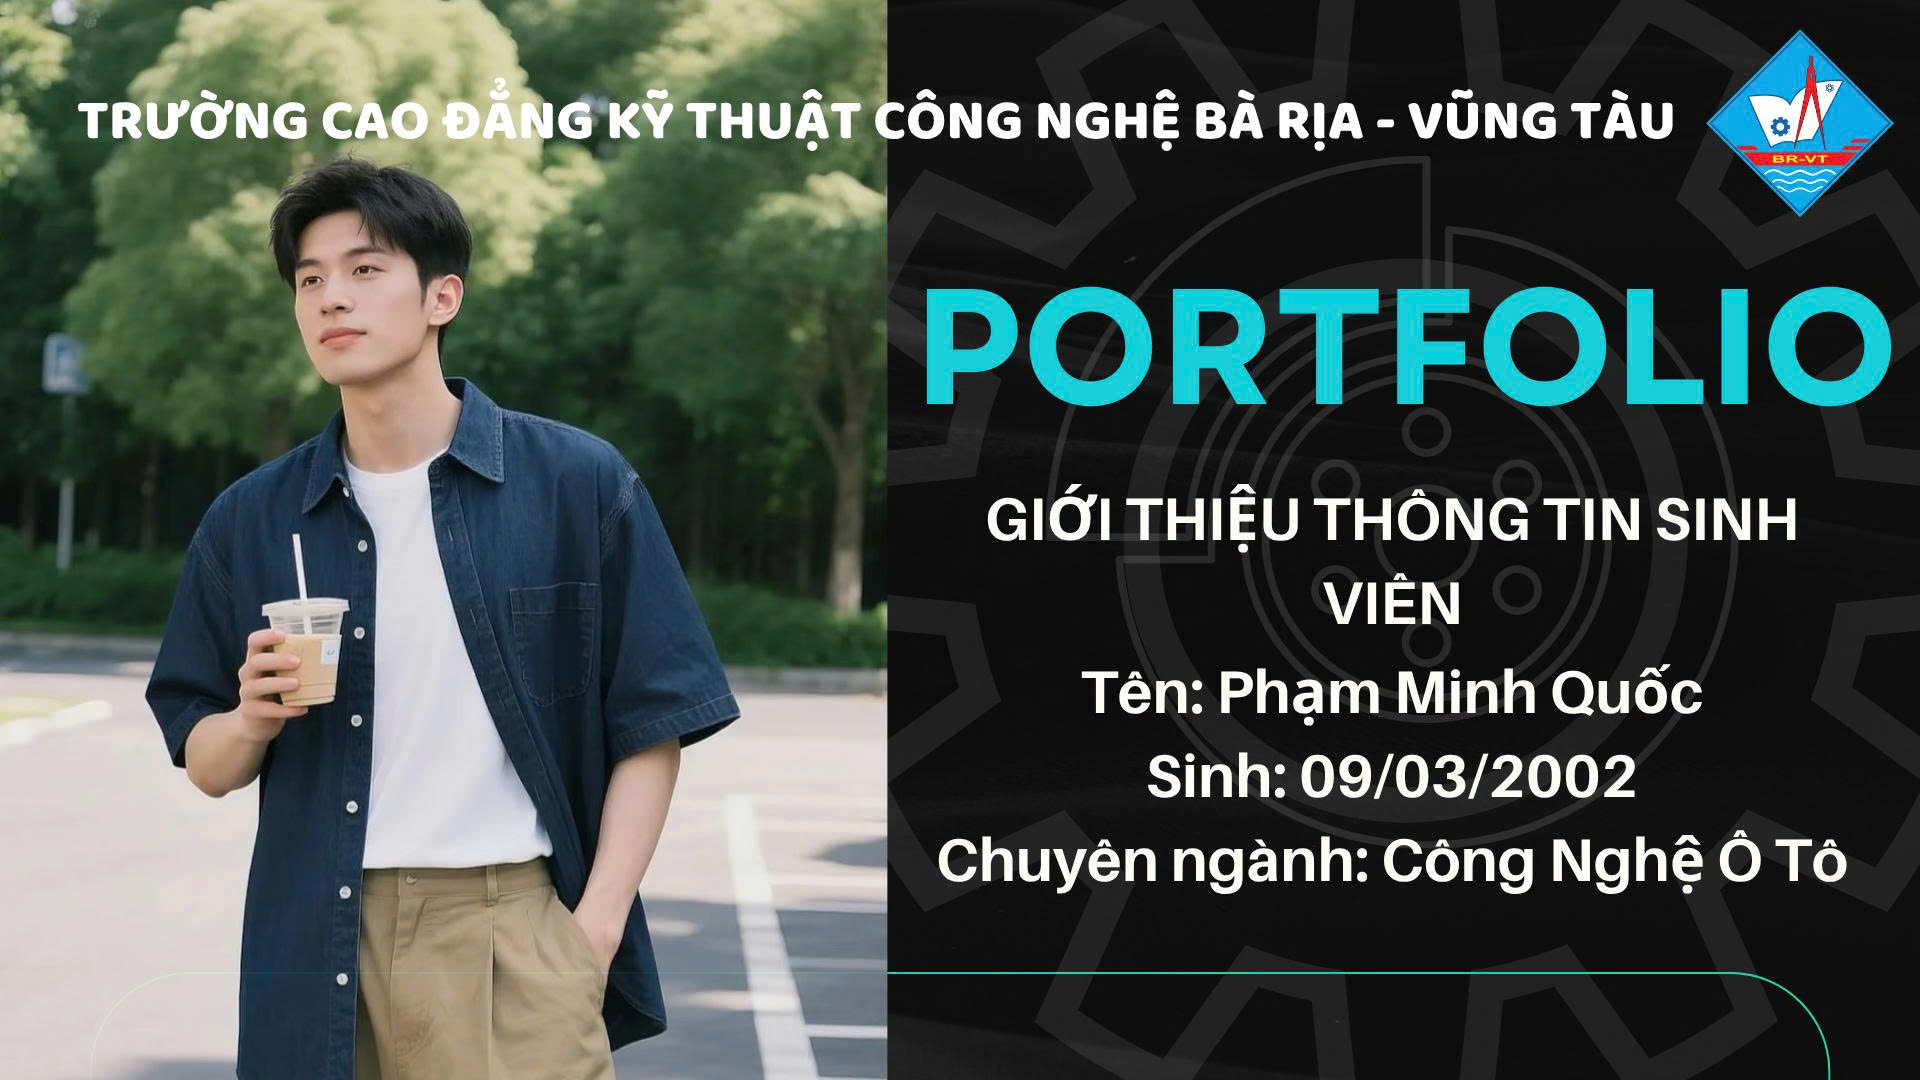 TRƯỜNG CAO ĐẲNG KỸ THUẬT CÔNG NGHỆ BÀ RỊA - VŨNG TÀU
BR-VT
PORTFOLIO
GIỚI THIỆU THÔNG TIN SINH
VIÊN
Tên: Phạm Minh Quốc
Sinh: 09/03/2002
Chuyên ngành: Công Nghệ Ô Tô